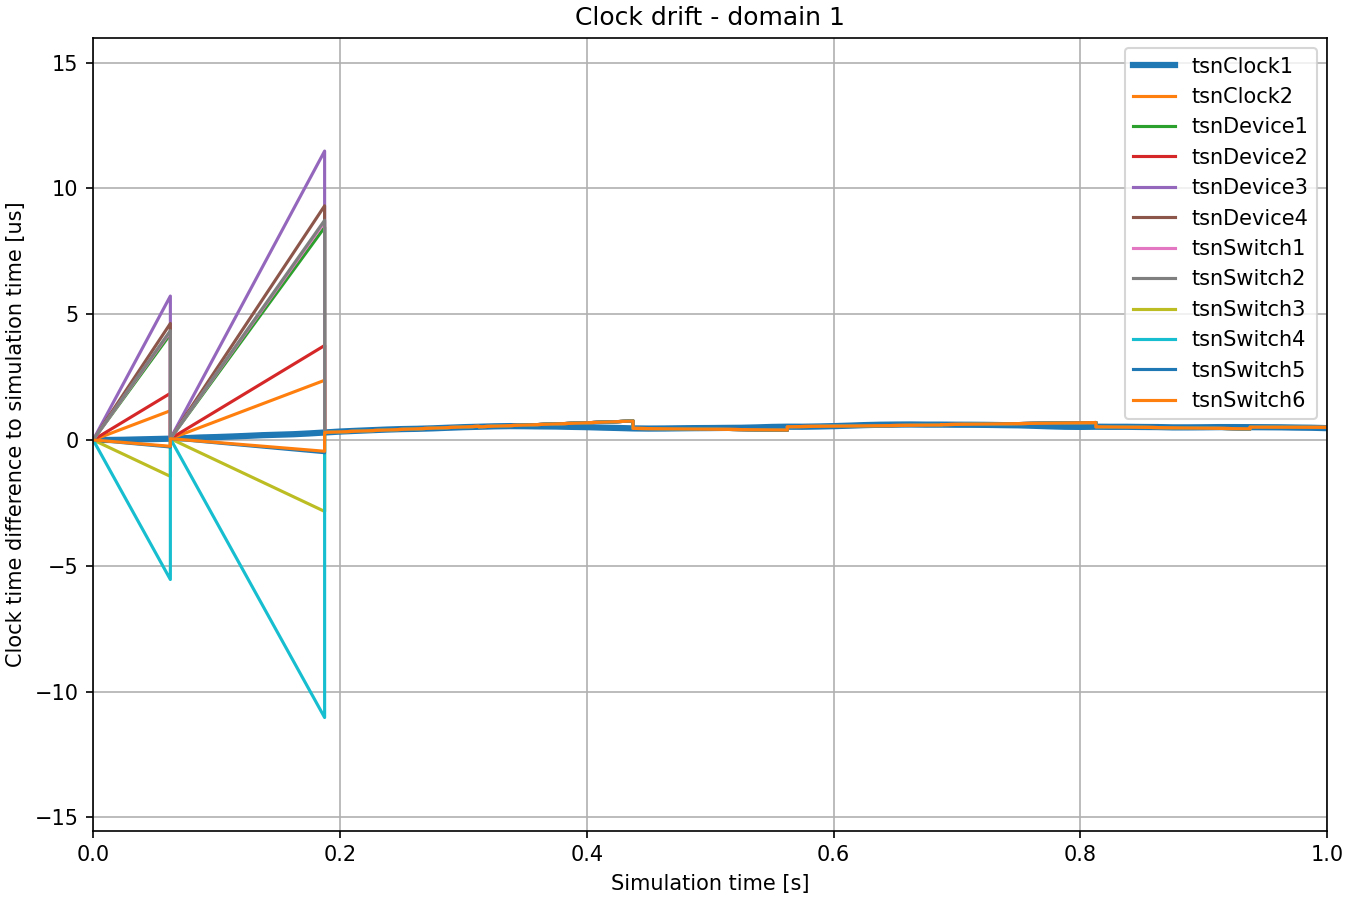 Clock drift - domain 1
Clock time difference to simulation time [us]
15
10
5
0
−5
−10
−15
tsnClock1
tsnClock2
tsnDevice1
tsnDevice2
tsnDevice3
tsnDevice4
tsnSwitch1
tsnSwitch2
tsnSwitch3
tsnSwitch4
tsnSwitch5
tsnSwitch6
0.0 0.2 0.4 0.6 0.8 1.0
Simulation time [s]